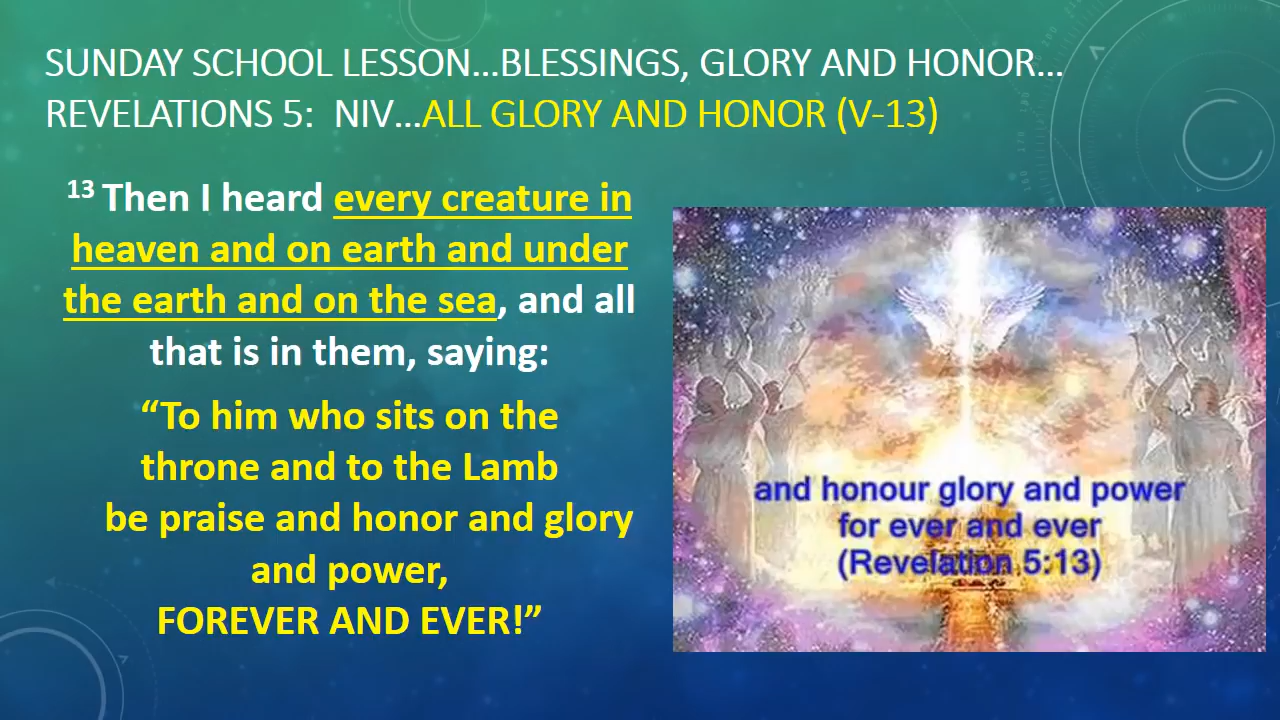 SUNDAY SCHOOL LESSON...BLESSINGS, GLORY AND HONOR...
REVELATIONS 5:  NIV...ALL GLORY AND HONOR (V-13)
13 Then I heard every creature in
heaven and on earth and under
the earth and on the sea, and all
that is in them, saying:
“To him who sits on the
throne and to the Lamb
be praise and honor and glory
and power,
FOREVER AND EVER!”
and honour glory and power
for ever and ever
(Revelation 5:13)